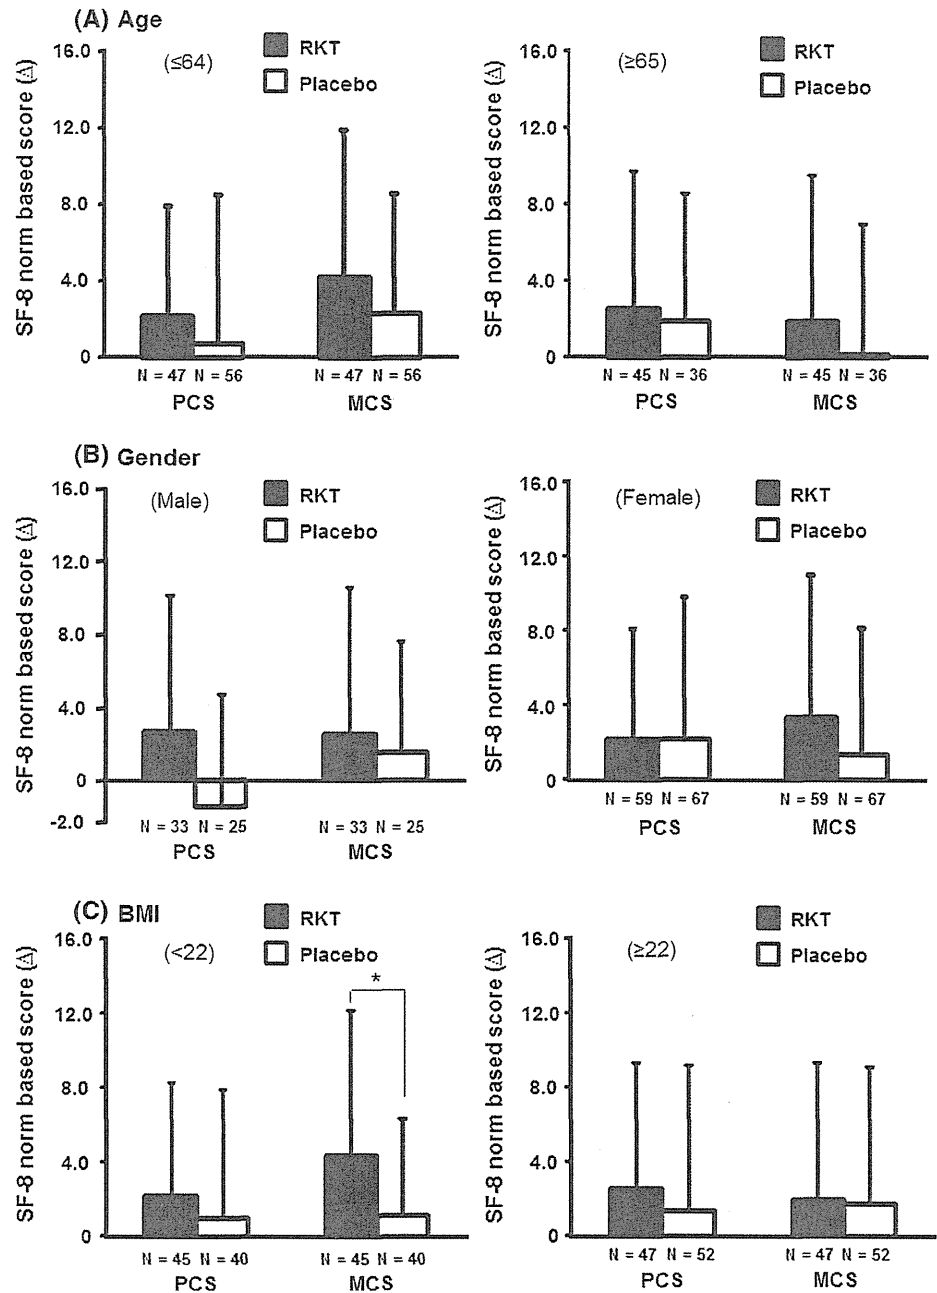 (A) Age
SF-8 norm based score (Δ)
16.0
12.0
8.0
4.0
0
(≤64)
RKT
Placebo
N = 47 N = 56
N = 47 N = 56
PCS
MCS
SF-8 norm based score (Δ)
16.0
12.0
8.0
4.0
0
(≥65)
RKT
Placebo
N = 45 N = 36
N = 45 N = 36
PCS
MCS
(B) Gender
SF-8 norm based score (Δ)
16.0
12.0
8.0
4.0
0
-2.0
(Male)
RKT
Placebo
N = 33 N = 25
N = 33 N = 25
PCS
MCS
SF-8 norm based score (Δ)
16.0
12.0
8.0
4.0
0
(Female)
RKT
Placebo
N = 59 N = 67
N = 59 N = 67
PCS
MCS
(C) BMI
SF-8 norm based score (Δ)
16.0
12.0
8.0
4.0
0
(<22)
RKT
Placebo
*
N = 45 N = 40
N = 45 N = 40
PCS
MCS
SF-8 norm based score (Δ)
16.0
12.0
8.0
4.0
0
(≥22)
RKT
Placebo
N = 47 N = 52
N = 47 N = 52
PCS
MCS